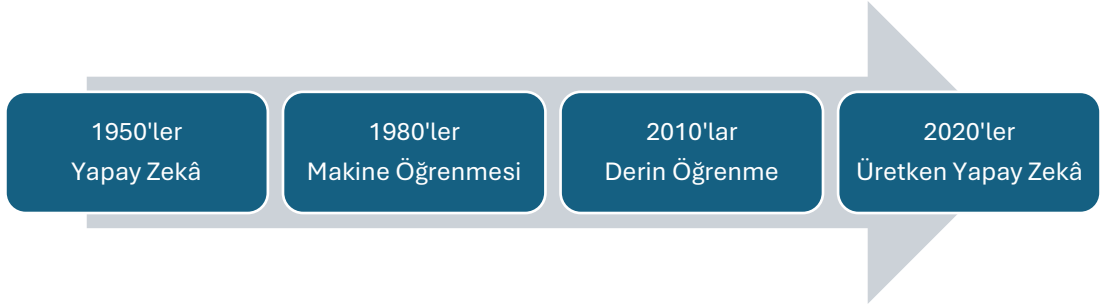 1950'ler
Yapay Zekâ
1980'ler
Makine Öğrenmesi
2010'lar
Derin Öğrenme
2020'ler
Üretken Yapay Zekâ